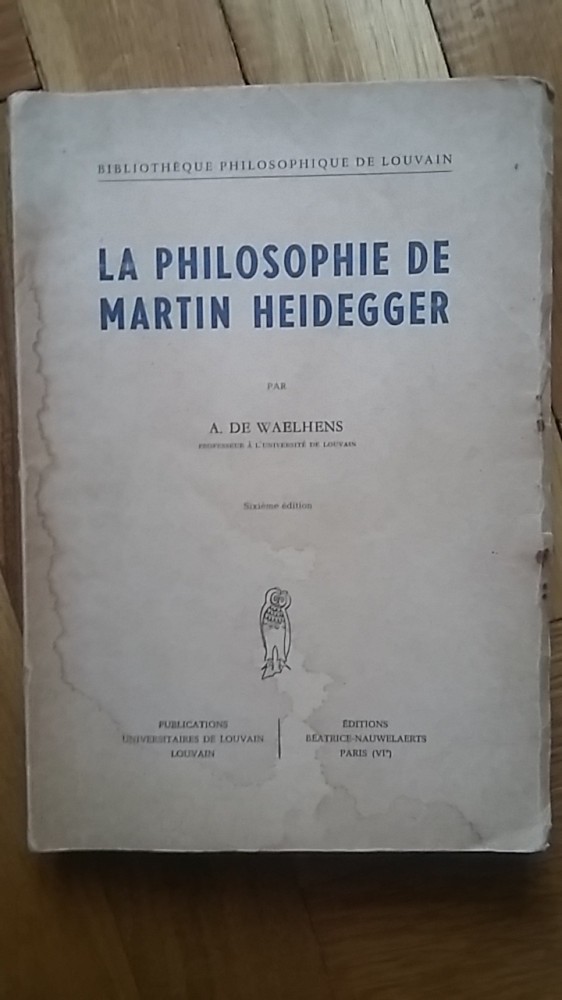 BIBLIOTHÈQUE PHILOSOPHIQUE DE LOUVAIN
LA PHILOSOPHIE DE
MARTIN HEIDEGGER
PAR
A. DE WAELHENS
PROFESSEUR À L'UNIVERSITÉ DE LOUVAIN
Sixième édition
PUBLICATIONS
UNIVERSITAIRES DE LOUVAIN
LOUVAIN
ÉDITIONS
BÉATRICE-NAUWELAERTS
PARIS (VIe)